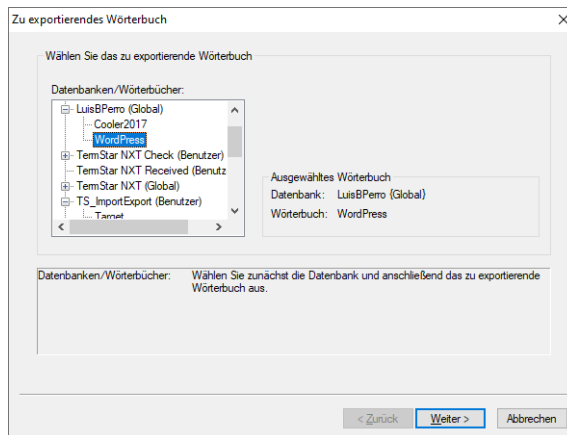 Zu exportierendes Wörterbuch
Wählen Sie das zu exportierende Wörterbuch
Datenbanken/Wörterbücher:
LuisBPerro (Global)
Cooler2017
WordPress
TermStar NXT Check (Benutzer)
TermStar NXT Received (Benutz
TermStar NXT (Global)
TS_ImportExport (Benutzer)
Target
Ausgewähltes Wörterbuch
Datenbank: LuisBPerro {Global}
Wörterbuch: WordPress
Datenbanken/Wörterbücher: Wählen Sie zunächst die Datenbank und anschließend das zu exportierende
Wörterbuch aus.
< Zurück Weiter > Abbrechen